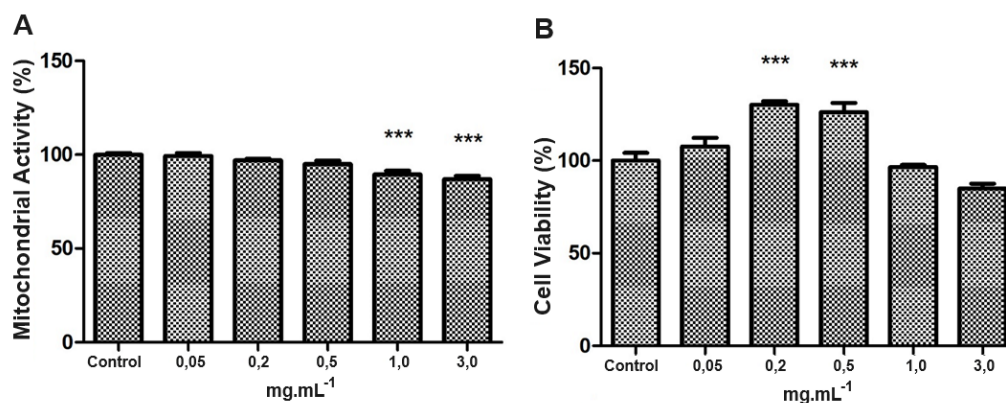 A
Mitochondrial Activity (%)
150
100
50
0
*** ***
Control 0,05 0,2 0,5 1,0 3,0
mg.mL⁻¹
B
Cell Viability (%)
150
100
50
0
*** ***
Control 0,05 0,2 0,5 1,0 3,0
mg.mL⁻¹